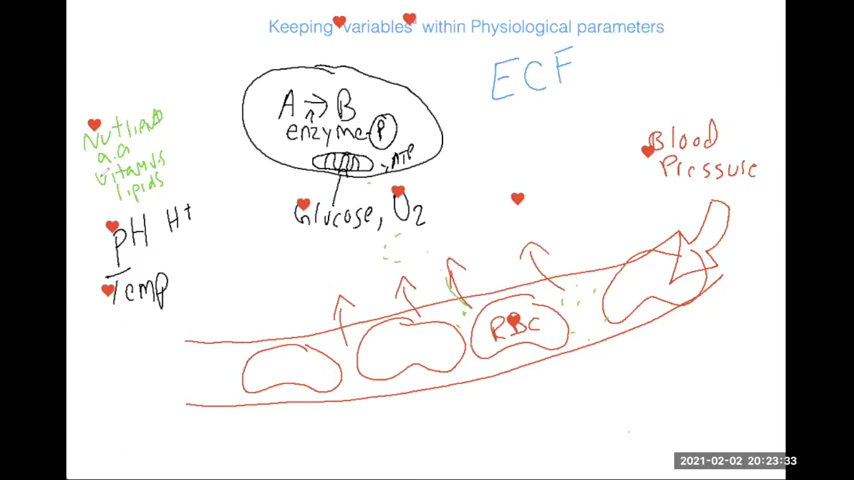 Keeping variables within Physiological parameters
ECF
A → B
enzyme P
ATP
Glucose, O2
Nutrients
a.a
vitamins
lipids
pH H+
Temp
Blood
Pressure
RBC
2021-02-02 20:23:33